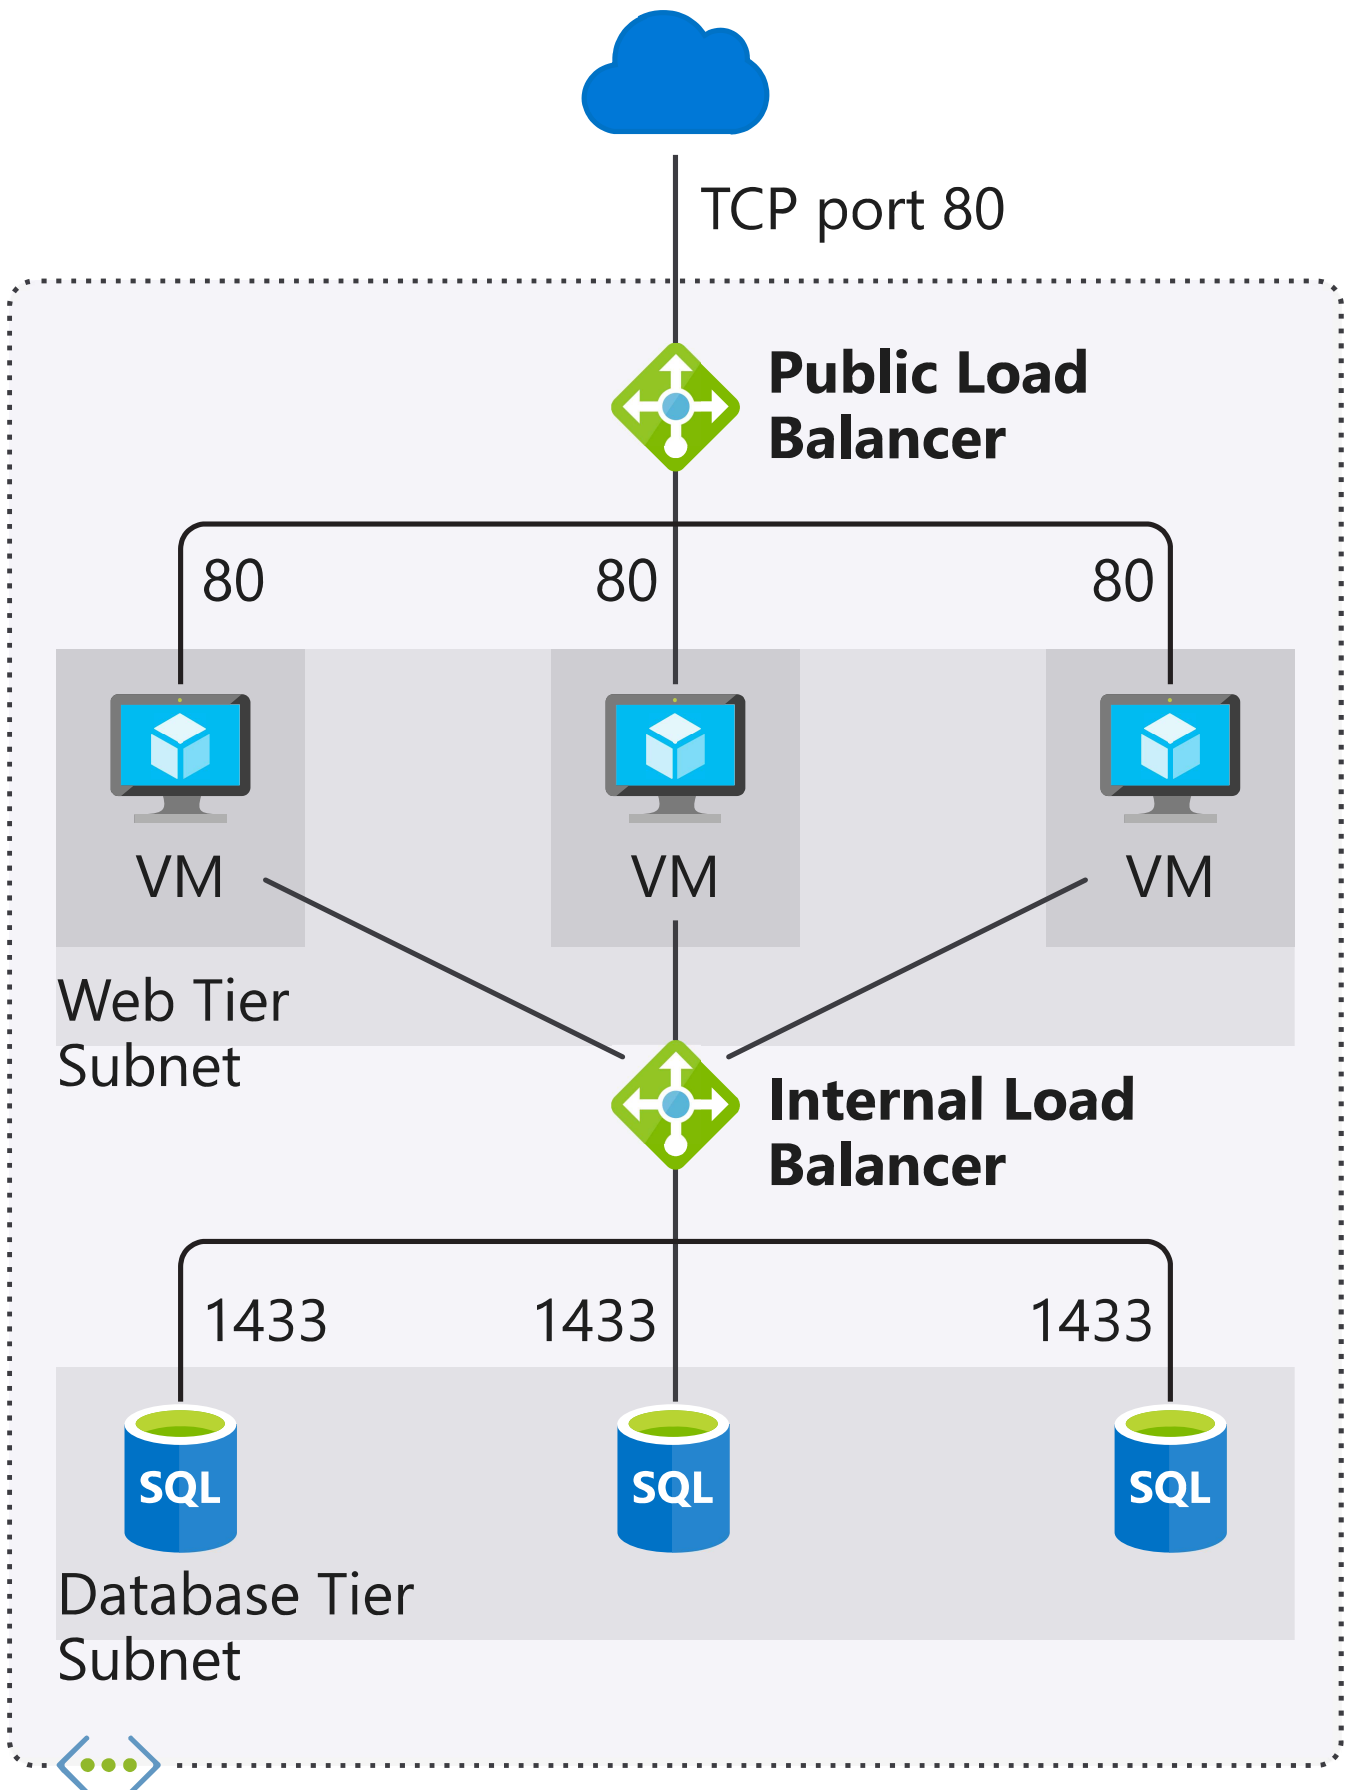 TCP port 80
Public Load
Balancer
80
80
80
VM
VM
VM
Web Tier
Subnet
Internal Load
Balancer
1433
1433
1433
SQL
SQL
SQL
Database Tier
Subnet